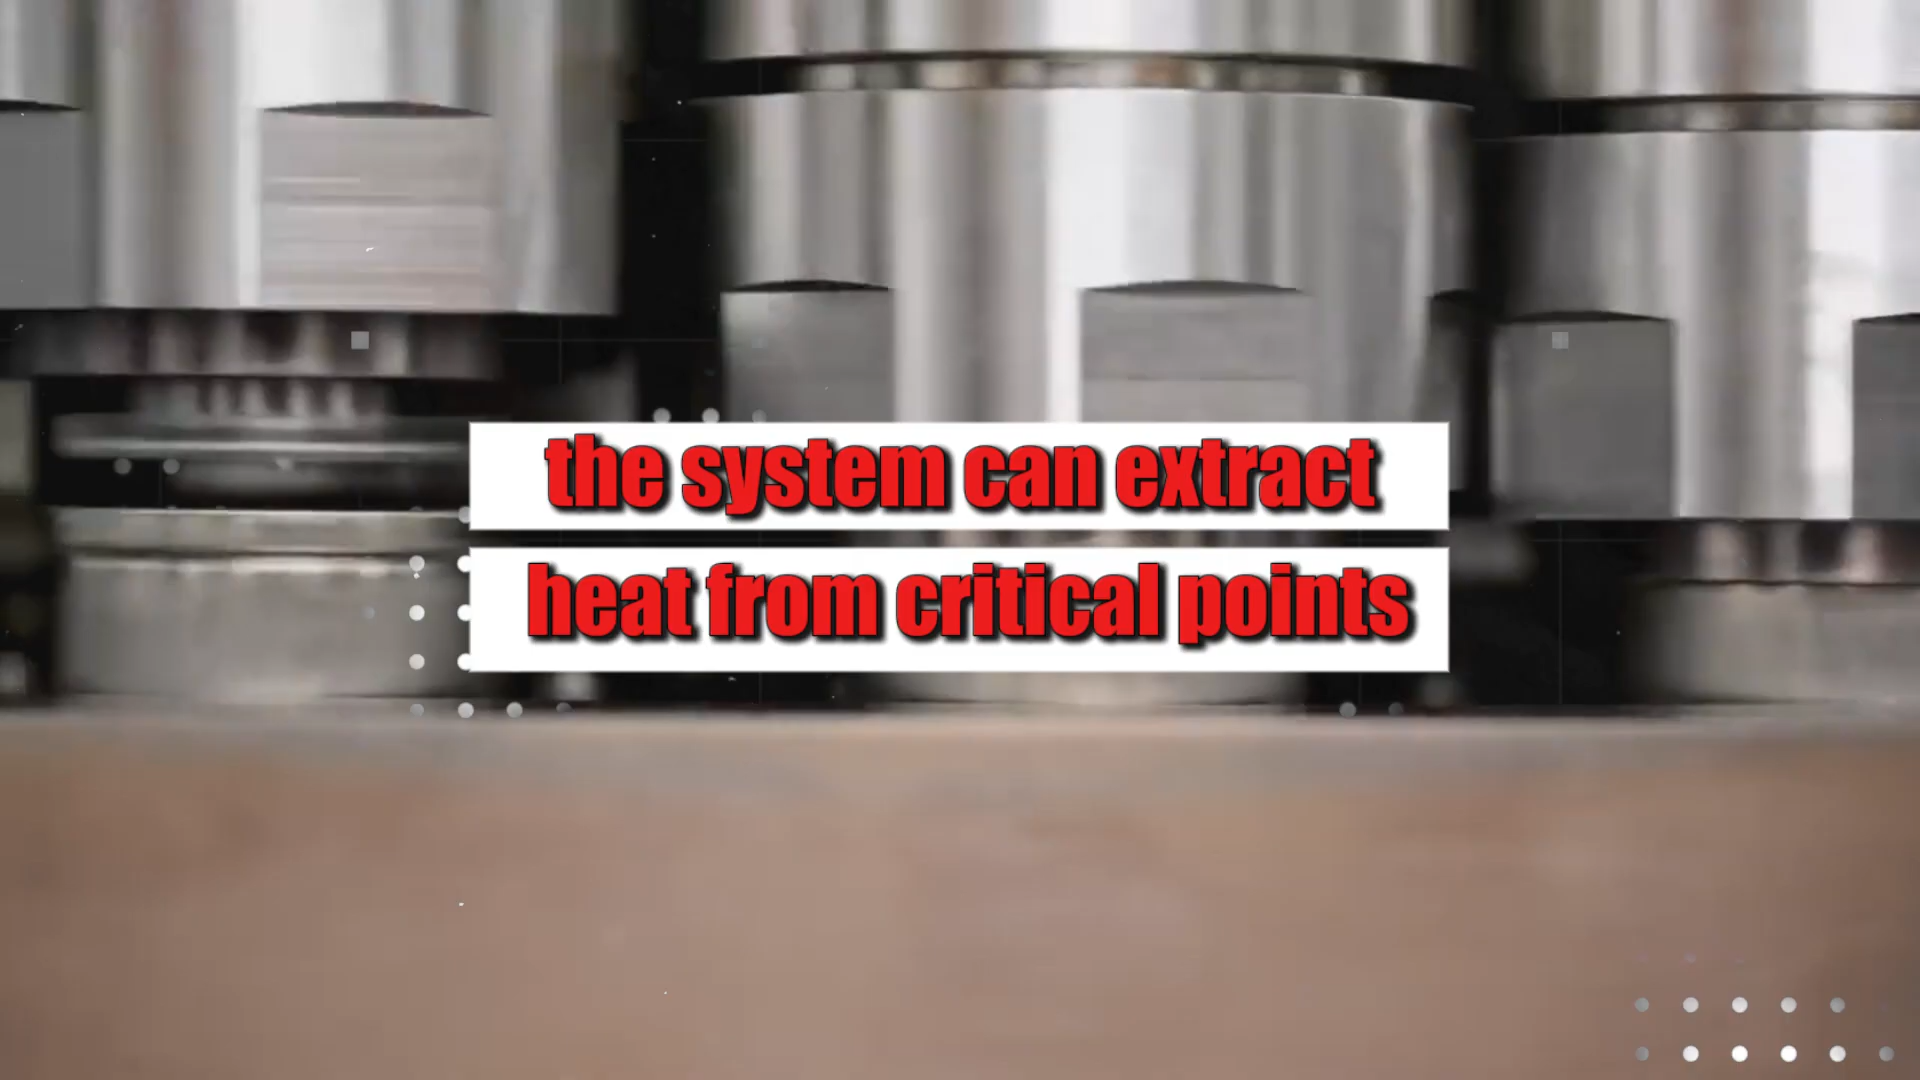 the system can extract
heat from critical points